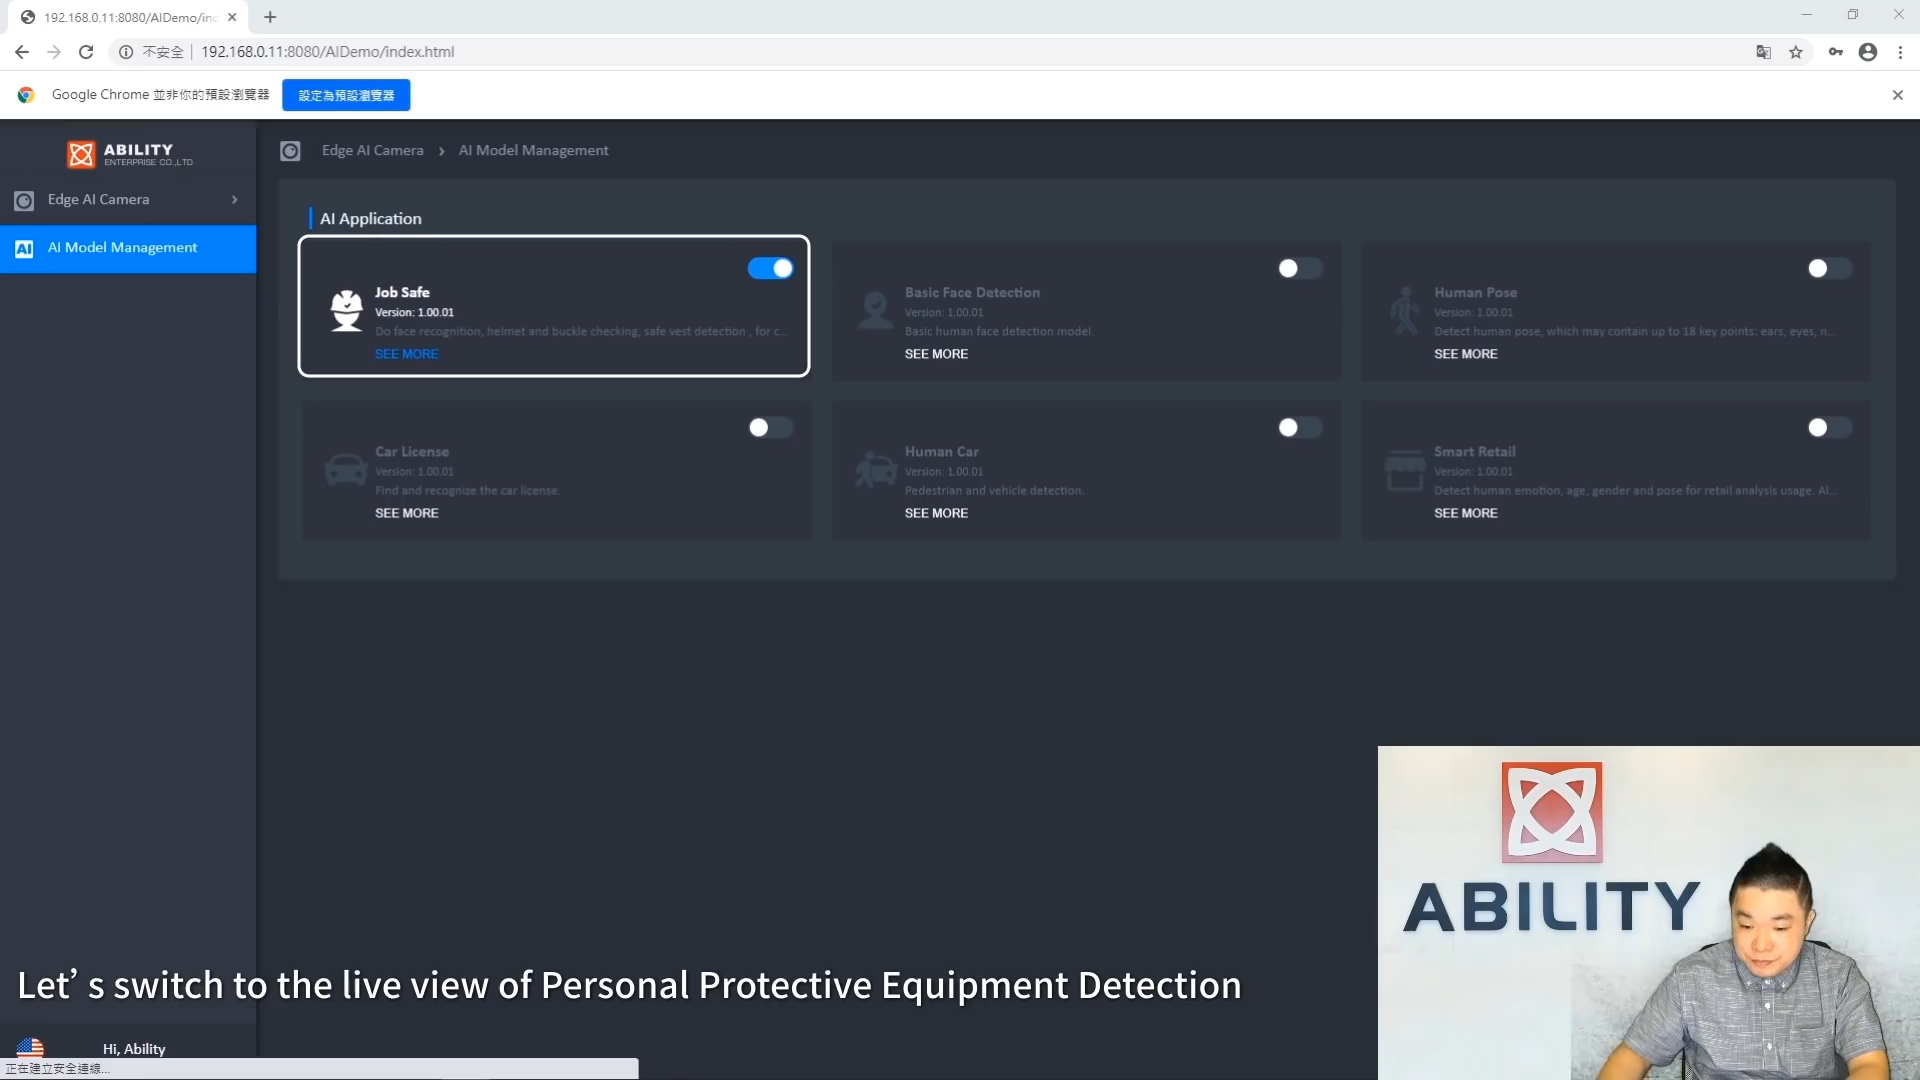 192.168.0.11:8080/AIDemo/ind
不安全
192.168.0.11:8080/AIDemo/index.html
Google Chrome 並非你的預設瀏覽器
設定為預設瀏覽器
ABILITY
ENTERPRISE CO.,LTD
Edge AI Camera
AI Model Management
Edge AI Camera › AI Model Management
AI Application
Job Safe
Version: 1.00.01
Do face recognition, helmet and buckle checking, safe vest detection , for c...
SEE MORE
Basic Face Detection
Version: 1.00.01
Basic human face detection model.
SEE MORE
Human Pose
Version: 1.00.01
Detect human pose, which may contain up to 18 key points: ears, eyes, n...
SEE MORE
Car License
Version: 1.00.01
Find and recognize the car license.
SEE MORE
Human Car
Version: 1.00.01
Pedestrian and vehicle detection.
SEE MORE
Smart Retail
Version: 1.00.01
Detect human emotion, age, gender and pose for retail analysis usage. Al...
SEE MORE
ABILITY
Let’s switch to the live view of Personal Protective Equipment Detection
Hi, Ability
正在建立安全連線...